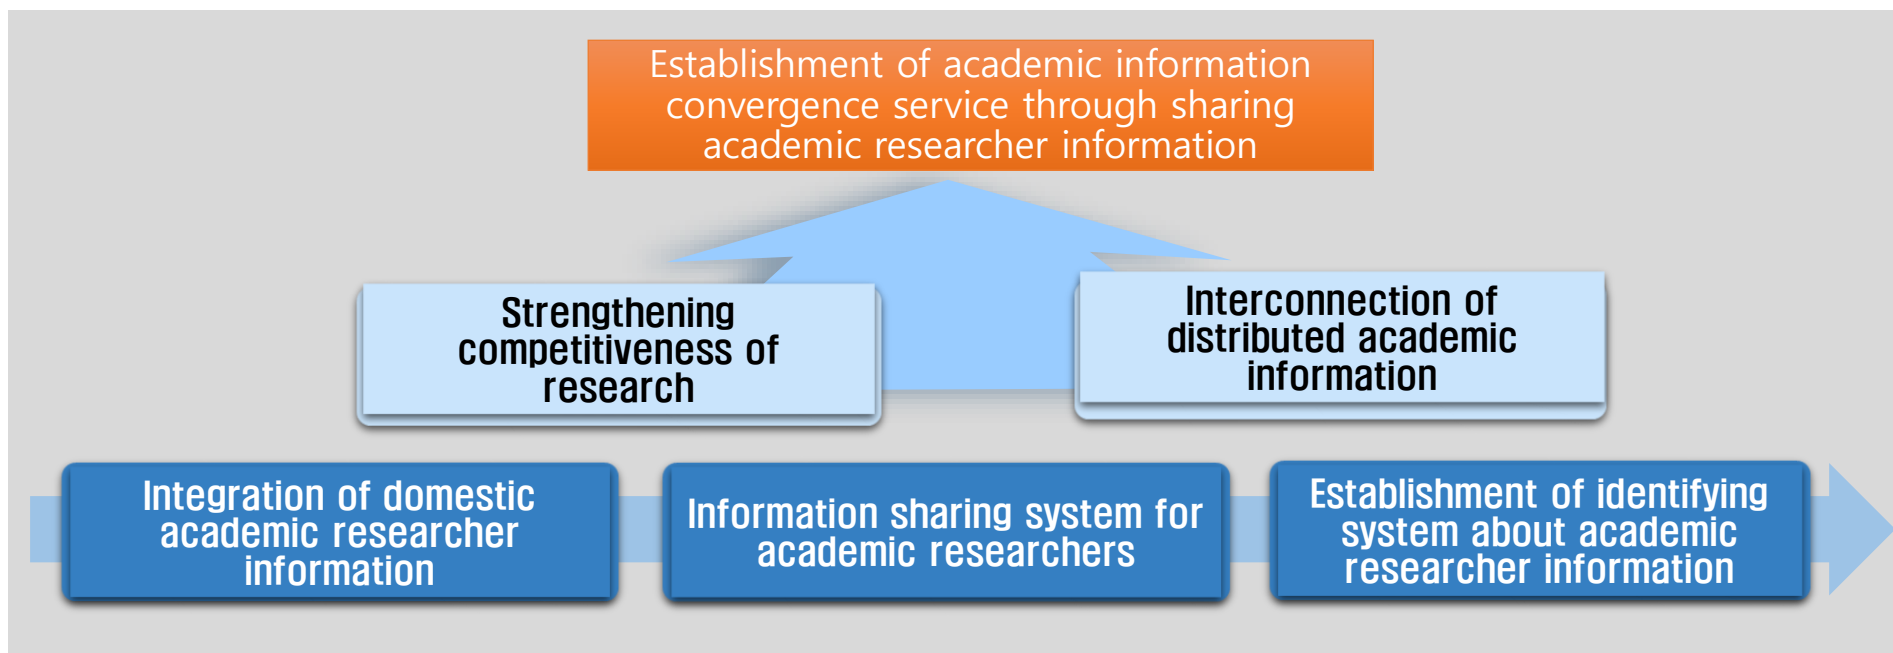 Establishment of academic information
convergence service through sharing
academic researcher information
Strengthening
competitiveness of
research
Interconnection of
distributed academic
information
Integration of domestic
academic researcher
information
Information sharing system for
academic researchers
Establishment of identifying
system about academic
researcher information